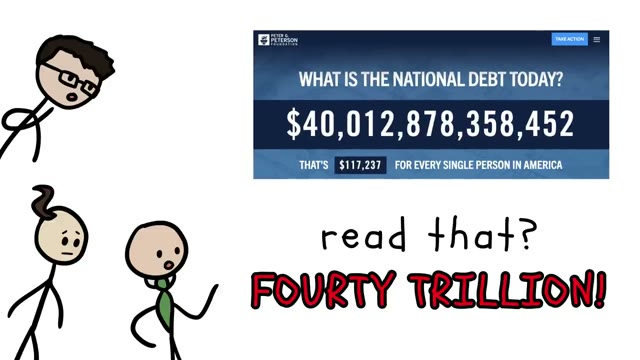 PETER G.
PETERSON
FOUNDATION
TAKE ACTION
WHAT IS THE NATIONAL DEBT TODAY?
$40,012,878,358,452
THAT'S $117,237 FOR EVERY SINGLE PERSON IN AMERICA
read that?
FOURTY TRILLION!